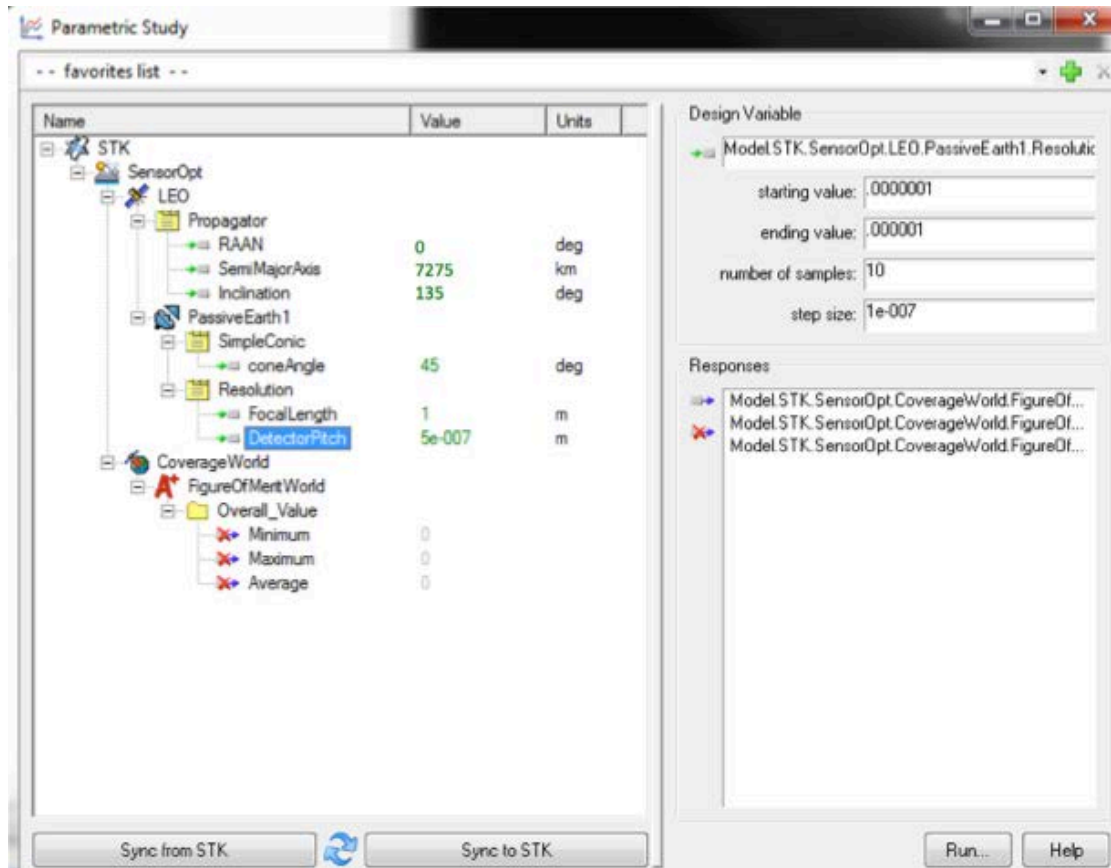 Parametric Study
- - favorites list - -
Name Value Units
STK
SensorOpt
LEO
Propagator
RAAN 0 deg
SemiMajorAxis 7275 km
Inclination 135 deg
PassiveEarth1
SimpleConic
coneAngle 45 deg
Resolution
FocalLength 1 m
DetectorPitch 5e-007 m
CoverageWorld
FigureOfMeritWorld
Overall_Value
Minimum 0
Maximum 0
Average 0
Sync from STK Sync to STK
Design Variable
Model.STK.SensorOpt.LEO.PassiveEarth1.Resolutic
starting value: .0000001
ending value: .000001
number of samples: 10
step size: 1e-007
Responses
Model.STK.SensorOpt.CoverageWorld.FigureOf...
Model.STK.SensorOpt.CoverageWorld.FigureOf...
Model.STK.SensorOpt.CoverageWorld.FigureOf...
Run... Help